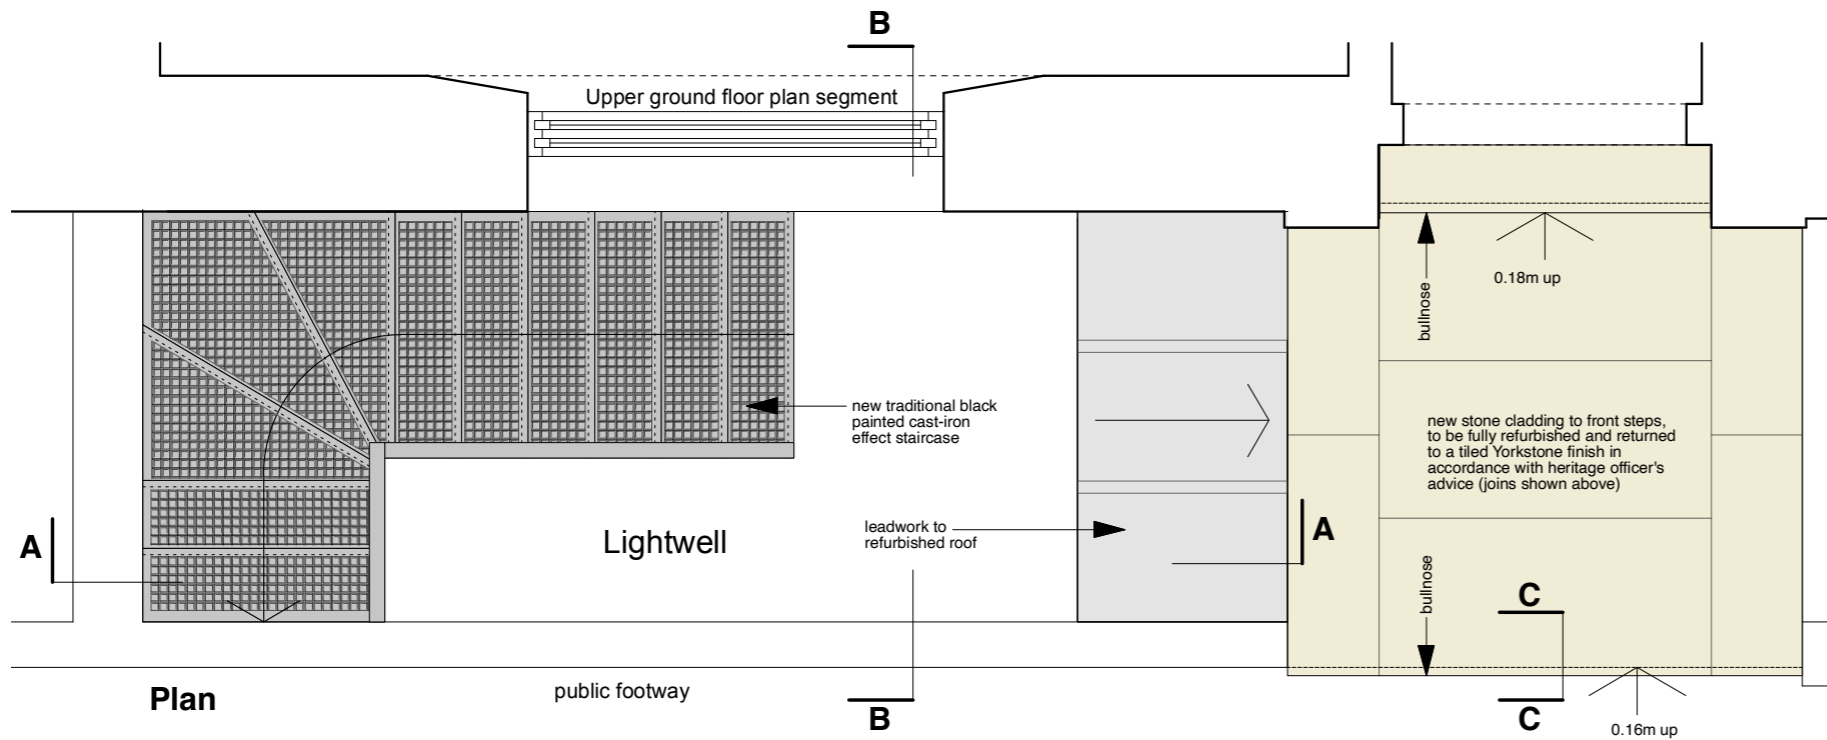 B
Upper ground floor plan segment
bullnose
0.18m up
new traditional black
painted cast-iron
effect staircase
new stone cladding to front steps,
to be fully refurbished and returned
to a tiled Yorkstone finish in
accordance with heritage officer's
advice (joins shown above)
A
Lightwell
leadwork to
refurbished roof
A
bullnose
C
Plan
public footway
B
C
0.16m up